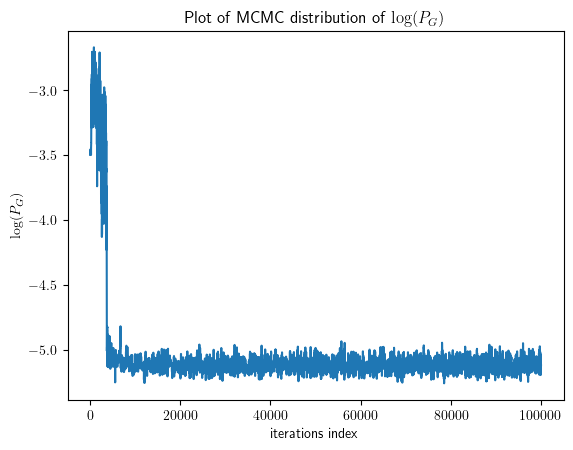 Plot of MCMC distribution of log(P_G)
log(P_G)
−3.0
−3.5
−4.0
−4.5
−5.0
0 20000 40000 60000 80000 100000
iterations index